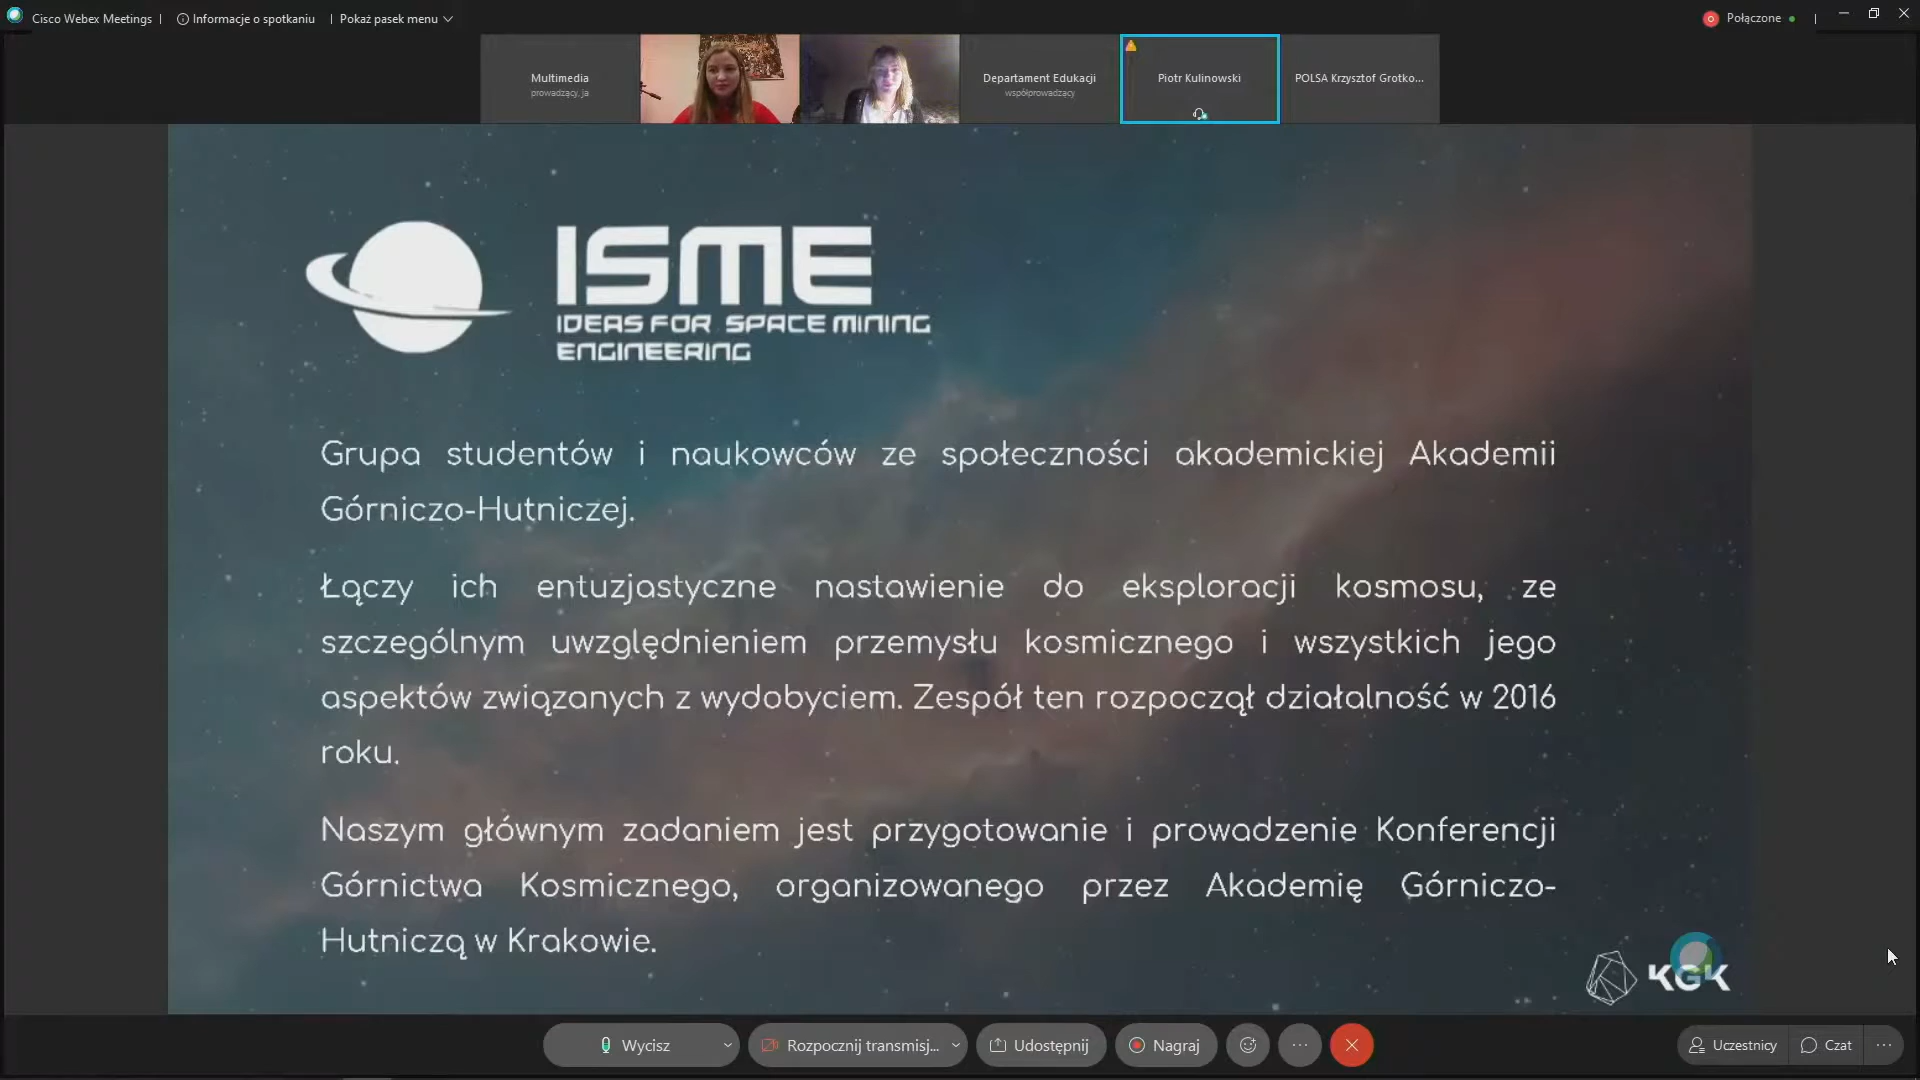 Cisco Webex Meetings
Informacje o spotkaniu
Pokaż pasek menu
Połączone
Multimedia
prowadzący, ja
Departament Edukacji
współprowadzący
Piotr Kulinowski
POLSA Krzysztof Grotko...
ISME
IDEAS FOR SPACE MINING
ENGINEERING
Grupa studentów i naukowców ze społeczności akademickiej Akademii
Górniczo-Hutniczej.
Łączy ich entuzjastyczne nastawienie do eksploracji kosmosu, ze
szczególnym uwzględnieniem przemysłu kosmicznego i wszystkich jego
aspektów związanych z wydobyciem. Zespół ten rozpoczął działalność w 2016
roku.
Naszym głównym zadaniem jest przygotowanie i prowadzenie Konferencji
Górnictwa Kosmicznego, organizowanego przez Akademię Górniczo-
Hutniczą w Krakowie.
KGK
Wycisz
Rozpocznij transmisj...
Udostępnij
Nagraj
Uczestnicy
Czat